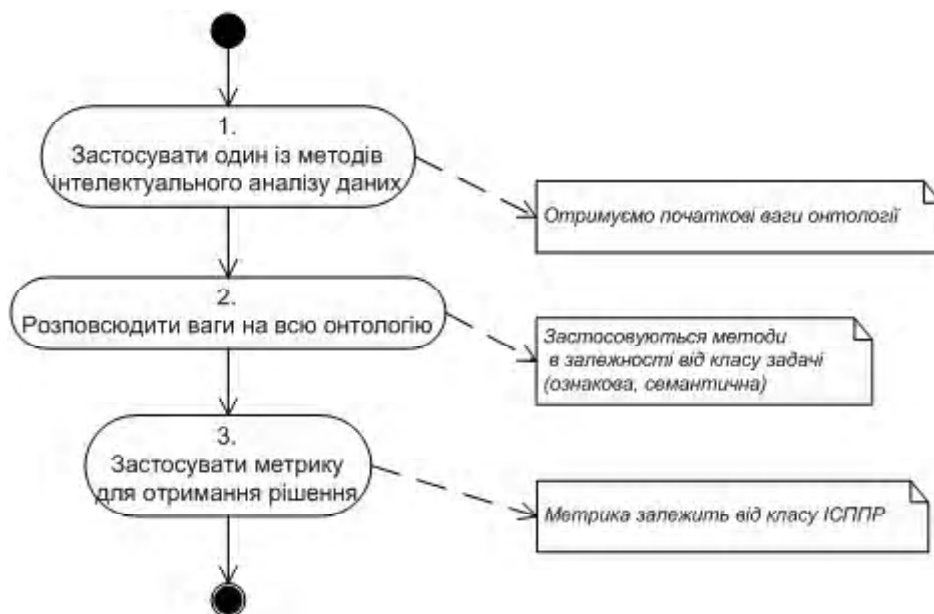 1.
Застосувати один із методів
інтелектуального аналізу даних
Отримуємо початкові ваги онтології
2.
Розповсюдити ваги на всю онтологію
Застосовуються методи
в залежності від класу задачі
(ознакова, семантична)
3.
Застосувати метрику
для отримання рішення
Метрика залежить від класу ІСППР